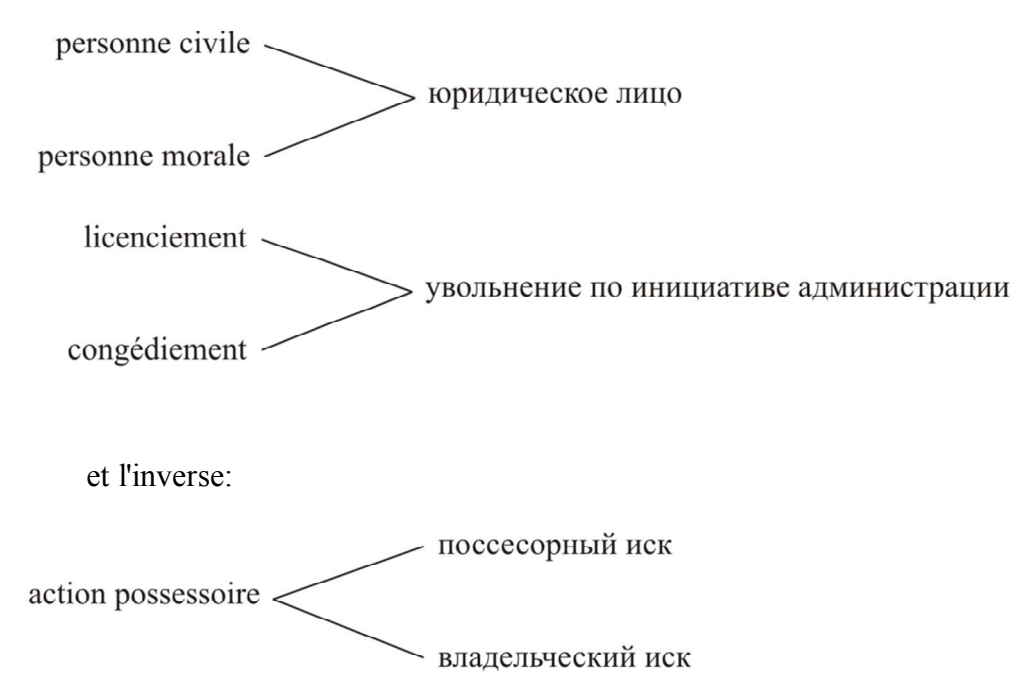 personne civile
юридическое лицо
personne morale
licenciement
увольнение по инициативе администрации
congédiement
et l'inverse:
поссесорный иск
action possessoire
владельческий иск